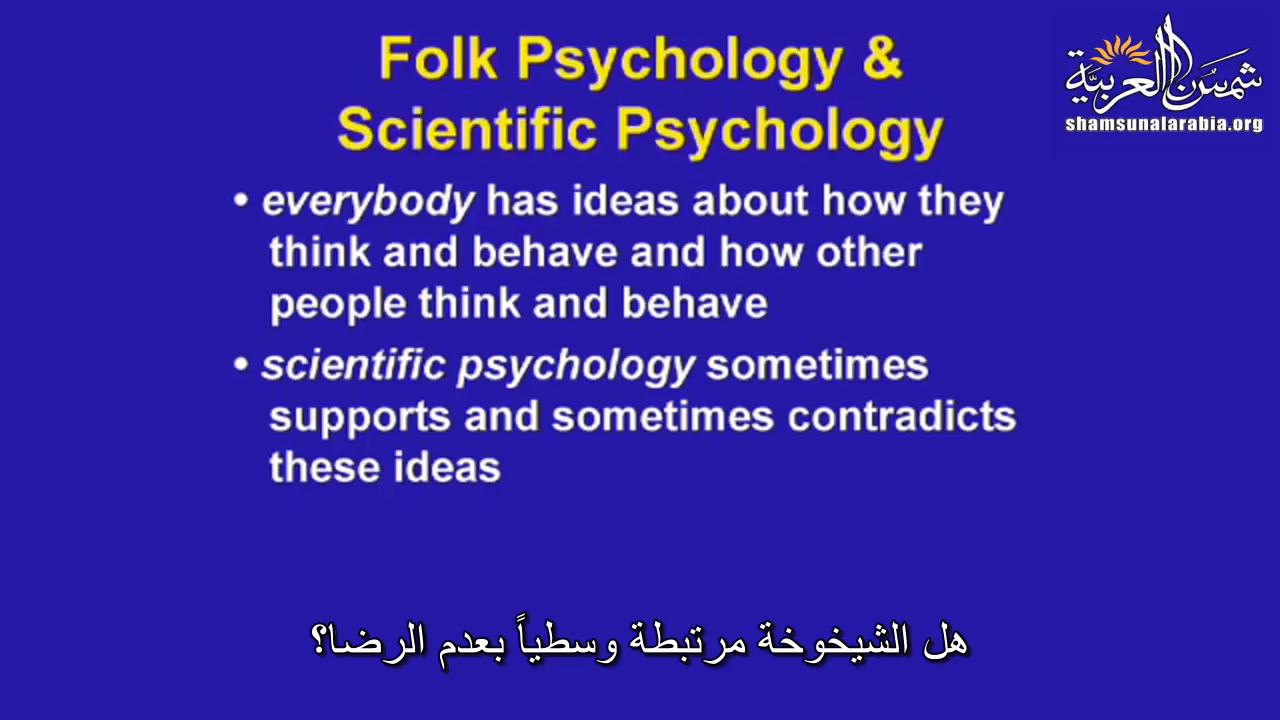 Folk Psychology &
Scientific Psychology
شمس العربية
shamsunalarabia.org
• everybody has ideas about how they
think and behave and how other
people think and behave
• scientific psychology sometimes
supports and sometimes contradicts
these ideas
هل الشيخوخة مرتبطة وسطياً بعدم الرضا؟